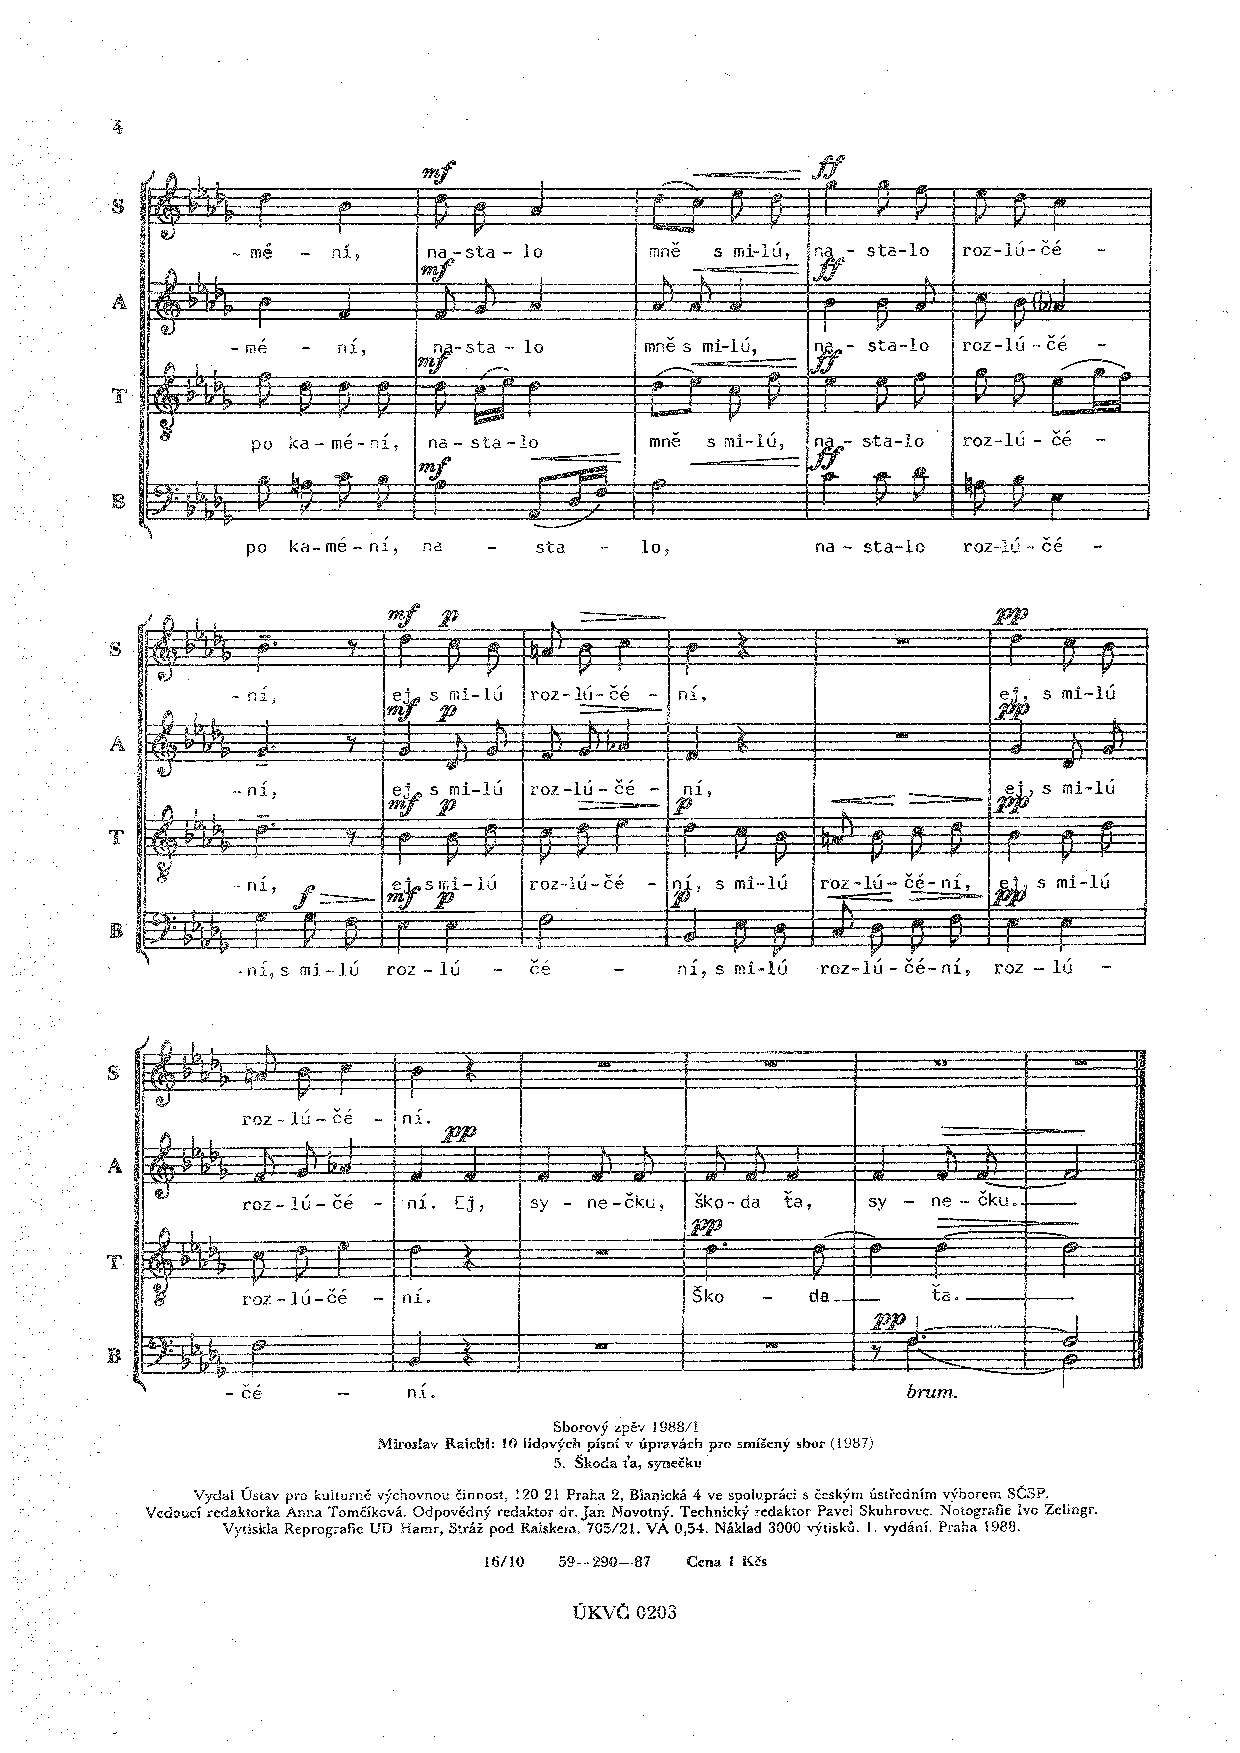 4
mf ff
S
- mé - ní, na-sta - lo mně s mi-lú, na - sta-lo roz-lú-čé -
mf ff
A
-mé - ní, na-sta - lo mně s mi-lú, na - sta-lo roz-lú-čé -
mf ff
T
po ka-mé-ní, na-sta-lo mně s mi-lú, na - sta-lo roz-lú - čé -
mf ff
B
po ka-mé-ní, na - sta - lo, na - sta-lo roz-lú-čé -
mf p pp
S
-ní, ej, s mi-lú roz-lú-čé - ní, ej, s mi-lú
mf p pp
A
-ní, ej, s mi-lú roz-lú-čé - ní, ej, s mi-lú
mf p p pp
T
-ní, ej, s mi-lú roz-lú-čé - ní, s mi-lú roz-lú-čé-ní, ej, s mi-lú
f mf p p pp
B
-ní, s mi-lú roz-lú - čé - ní, s mi-lú roz-lú-čé-ní, roz - lú -
S
roz-lú-čé - ní.
pp
A
roz-lú-čé - ní. Ej, sy - ne-čku, ško-da ťa, sy - ne - čku.
pp
T
roz-lú-čé - ní. Ško - da ťa.
pp
B
-čé - ní. brum.
Sborový zpěv 1988/1
Miroslav Raichl: 10 lidových písní v úpravách pro smíšený sbor (1987)
5. Škoda ťa, synečku
Vydal Ústav pro kulturně výchovnou činnost, 120 21 Praha 2, Blanická 4 ve spolupráci s českým ústředním výborem SČSP.
Vedoucí redaktorka Anna Tomčíková. Odpovědný redaktor dr. Jan Novotný. Technický redaktor Pavel Skuhrovec. Notografie Ivo Zelingr.
Vytiskla Reprografie UD Hamr, Stráž pod Ralskem, 705/21. VA 0,54. Náklad 3000 výtisků. 1. vydání. Praha 1988.
16/10 59--290--87 Cena 1 Kčs
ÚKVČ 0203